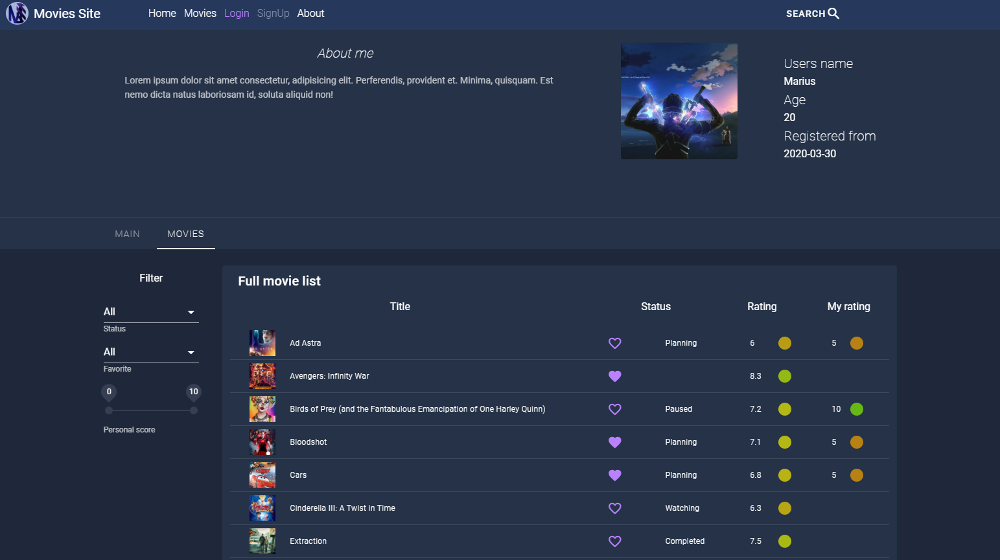 Movies Site
Home Movies Login SignUp About
SEARCH
About me
Lorem ipsum dolor sit amet consectetur, adipisicing elit. Perferendis, provident et. Minima, quisquam. Est
nemo dicta natus laboriosam id, soluta aliquid non!
Users name
Marius
Age
20
Registered from
2020-03-30
MAIN MOVIES
Filter
All
Status
All
Favorite
0 10
Personal score
Full movie list
Title Status Rating My rating
Ad Astra Planning 6 5
Avengers: Infinity War 8.3
Birds of Prey (and the Fantabulous Emancipation of One Harley Quinn) Paused 7.2 10
Bloodshot Planning 7.1 5
Cars Planning 6.8 5
Cinderella III: A Twist in Time Watching 6.3
Extraction Completed 7.5